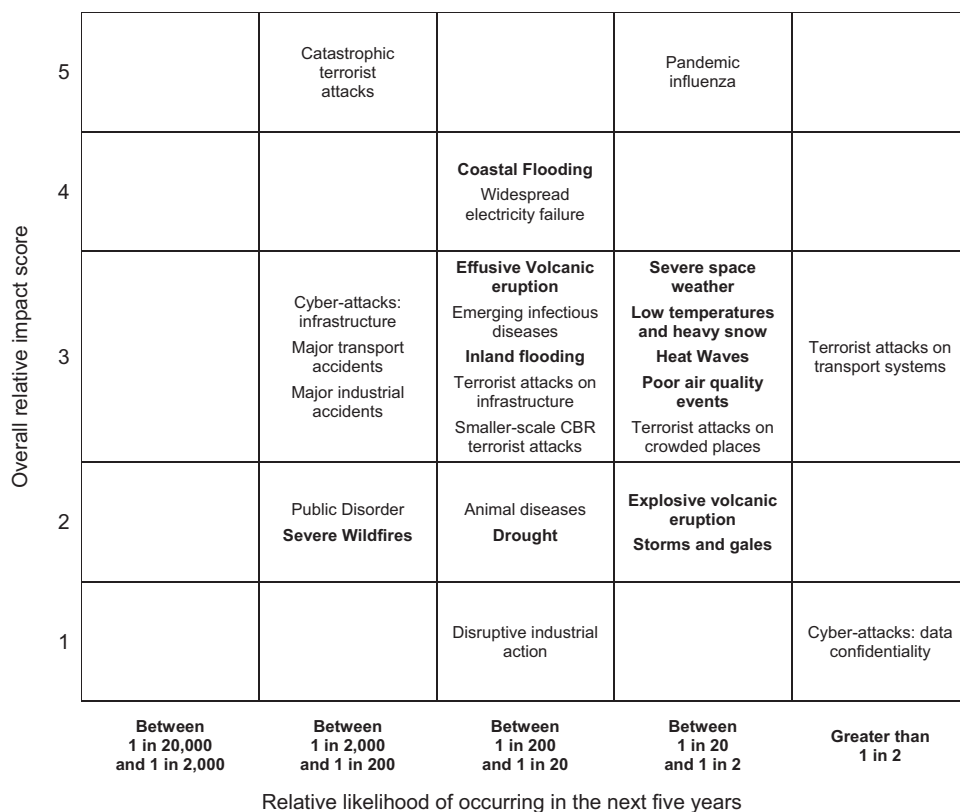 Overall relative impact score
5
Catastrophic
terrorist
attacks
Pandemic
influenza
4
Coastal Flooding
Widespread
electricity failure
3
Cyber-attacks:
infrastructure
Major transport
accidents
Major industrial
accidents
Effusive Volcanic
eruption
Emerging infectious
diseases
Inland flooding
Terrorist attacks on
infrastructure
Smaller-scale CBR
terrorist attacks
Severe space
weather
Low temperatures
and heavy snow
Heat Waves
Poor air quality
events
Terrorist attacks on
crowded places
Terrorist attacks on
transport systems
2
Public Disorder
Severe Wildfires
Animal diseases
Drought
Explosive volcanic
eruption
Storms and gales
1
Disruptive industrial
action
Cyber-attacks: data
confidentiality
Between
1 in 20,000
and 1 in 2,000
Between
1 in 2,000
and 1 in 200
Between
1 in 200
and 1 in 20
Between
1 in 20
and 1 in 2
Greater than
1 in 2
Relative likelihood of occurring in the next five years